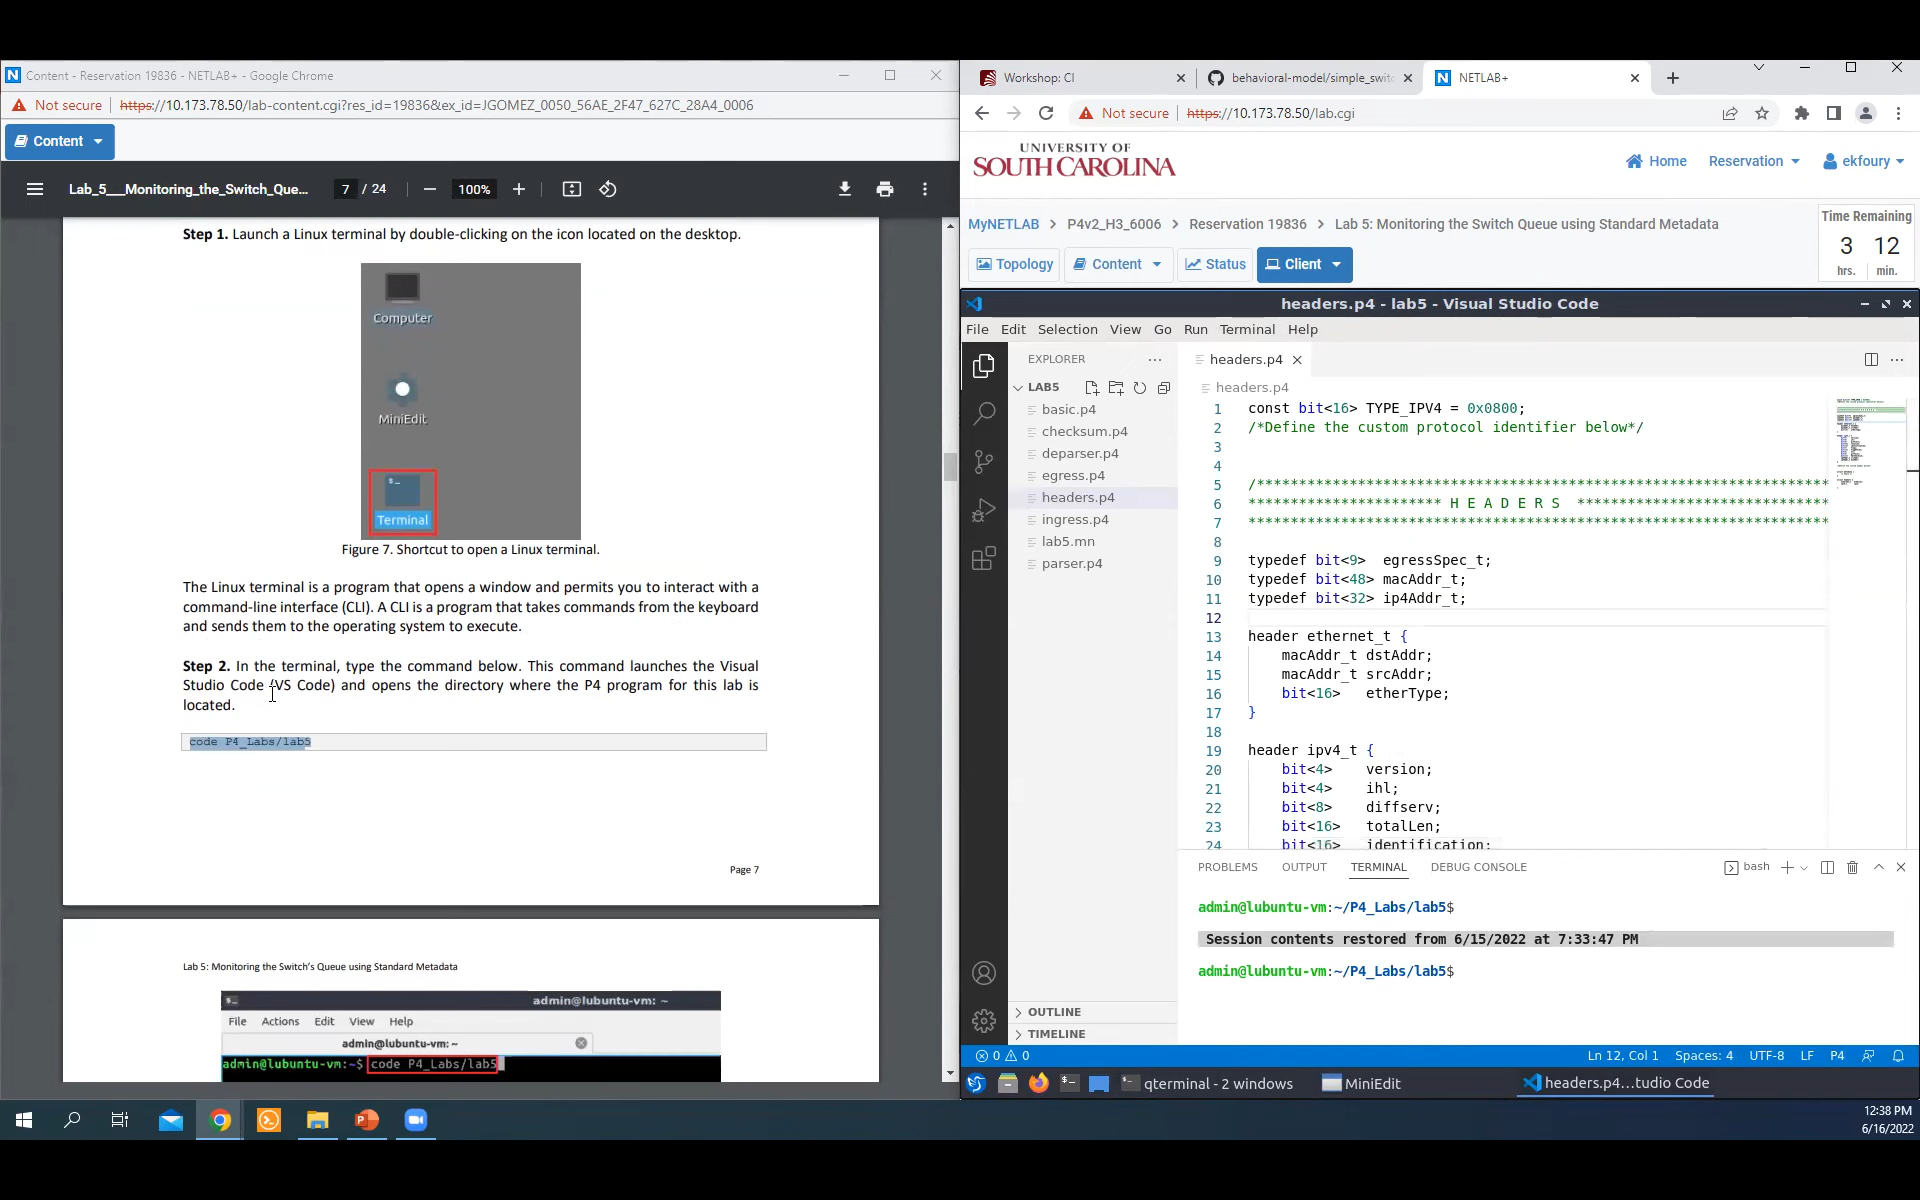 Content - Reservation 19836 - NETLAB+ - Google Chrome
Not secure https://10.173.78.50/lab-content.cgi?res_id=19836&ex_id=JGOMEZ_0050_56AE_2F47_627C_28A4_0006
Content
Lab_5___Monitoring_the_Switch_Que...
7 / 24
100%
Step 1. Launch a Linux terminal by double-clicking on the icon located on the desktop.
Computer
MiniEdit
Terminal
Figure 7. Shortcut to open a Linux terminal.
The Linux terminal is a program that opens a window and permits you to interact with a
command-line interface (CLI). A CLI is a program that takes commands from the keyboard
and sends them to the operating system to execute.
Step 2. In the terminal, type the command below. This command launches the Visual
Studio Code (VS Code) and opens the directory where the P4 program for this lab is
located.
code P4_Labs/lab5
Page 7
Lab 5: Monitoring the Switch's Queue using Standard Metadata
admin@lubuntu-vm: ~
File Actions Edit View Help
admin@lubuntu-vm: ~
admin@lubuntu-vm:~$ code P4_Labs/lab5
Workshop: CI
behavioral-model/simple_switc
NETLAB+
Not secure https://10.173.78.50/lab.cgi
UNIVERSITY OF
SOUTH CAROLINA
Home
Reservation
ekfoury
MyNETLAB > P4v2_H3_6006 > Reservation 19836 > Lab 5: Monitoring the Switch Queue using Standard Metadata
Time Remaining
3 12
hrs. min.
Topology
Content
Status
Client
headers.p4 - lab5 - Visual Studio Code
File Edit Selection View Go Run Terminal Help
EXPLORER
LAB5
basic.p4
checksum.p4
deparser.p4
egress.p4
headers.p4
ingress.p4
lab5.mn
parser.p4
OUTLINE
TIMELINE
headers.p4
headers.p4
1 const bit<16> TYPE_IPV4 = 0x0800;
2 /*Define the custom protocol identifier below*/
3
4
5 /*********************************************************************
6 *********************** H E A D E R S ******************************
7 *********************************************************************
8
9 typedef bit<9> egressSpec_t;
10 typedef bit<48> macAddr_t;
11 typedef bit<32> ip4Addr_t;
12
13 header ethernet_t {
14 macAddr_t dstAddr;
15 macAddr_t srcAddr;
16 bit<16> etherType;
17 }
18
19 header ipv4_t {
20 bit<4> version;
21 bit<4> ihl;
22 bit<8> diffserv;
23 bit<16> totalLen;
24 bit<16> identification;
PROBLEMS OUTPUT TERMINAL DEBUG CONSOLE
bash
admin@lubuntu-vm:~/P4_Labs/lab5$
Session contents restored from 6/15/2022 at 7:33:47 PM
admin@lubuntu-vm:~/P4_Labs/lab5$
0 0
Ln 12, Col 1 Spaces: 4 UTF-8 LF P4
qterminal - 2 windows
MiniEdit
headers.p4...tudio Code
12:38 PM
6/16/2022